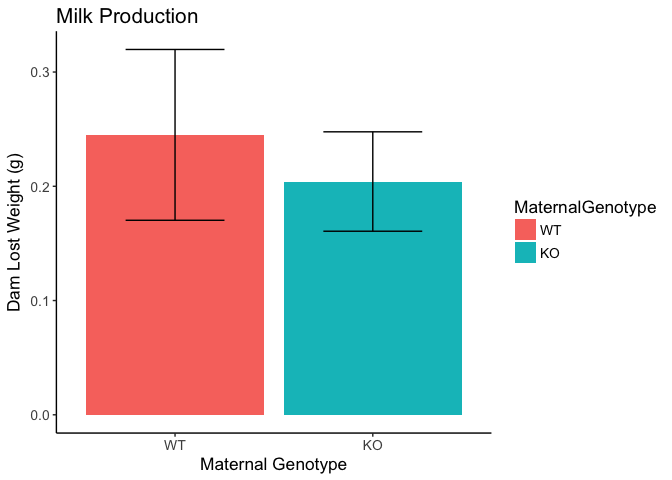 Milk Production
Dam Lost Weight (g)
0.3
0.2
0.1
0.0
WT
KO
Maternal Genotype
MaternalGenotype
WT
KO